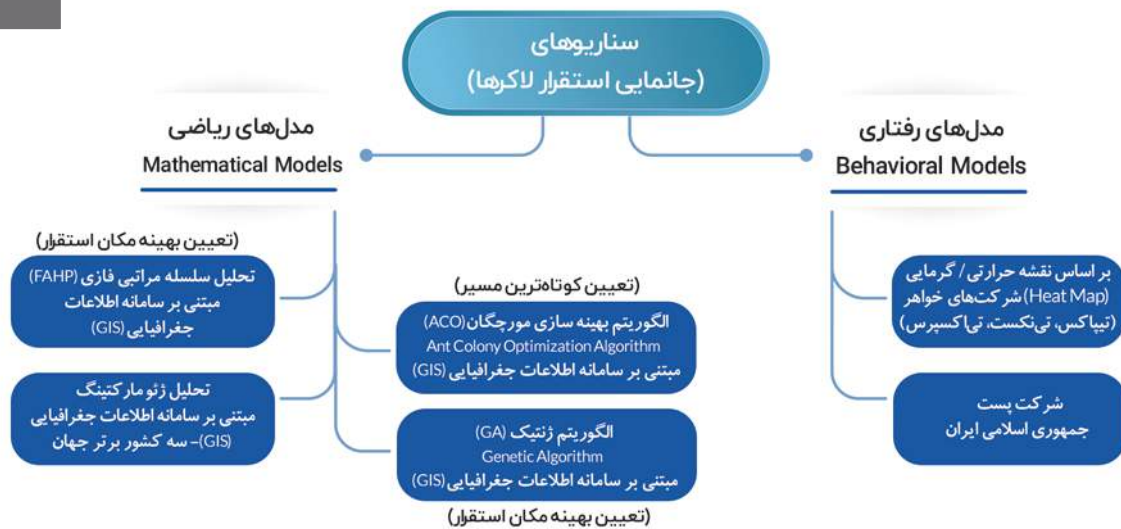 سناریوهای
(جانمایی استقرار لاکرها)
مدل‌های رفتاری
Behavioral Models
بر اساس نقشه حرارتی / گرمایی
(Heat Map) شرکت‌های خواهر
(تیپاکس، تی‌نکست، تی‌اکسپرس)
شرکت پست
جمهوری اسلامی ایران
مدل‌های ریاضی
Mathematical Models
(تعیین کوتاه‌ترین مسیر)
الگوریتم بهینه سازی مورچگان (ACO)
Ant Colony Optimization Algorithm
مبتنی بر سامانه اطلاعات جغرافیایی (GIS)
الگوریتم ژنتیک (GA)
Genetic Algorithm
مبتنی بر سامانه اطلاعات جغرافیایی (GIS)
(تعیین بهینه مکان استقرار)
(تعیین بهینه مکان استقرار)
تحلیل سلسله مراتبی فازی (FAHP)
مبتنی بر سامانه اطلاعات
جغرافیایی (GIS)
تحلیل ژئو مارکتینگ
مبتنی بر سامانه اطلاعات جغرافیایی
(GIS)- سه کشور برتر جهان